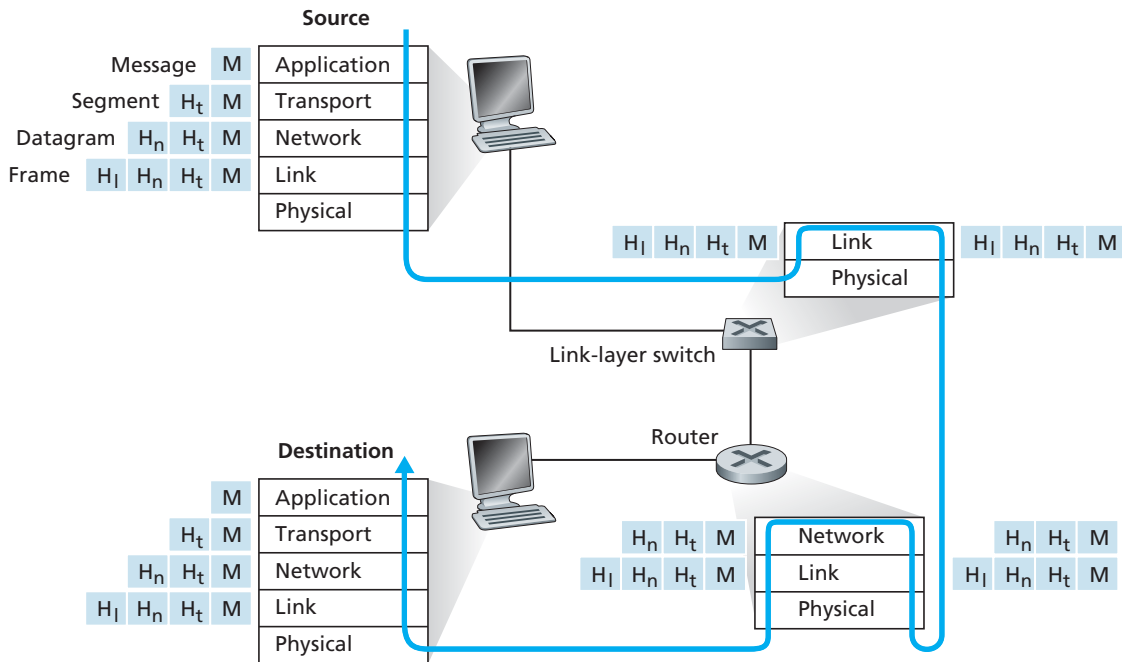 Source
Message M Application
Segment Ht M Transport
Datagram Hn Ht M Network
Frame Hl Hn Ht M Link
Physical
Hl Hn Ht M Link Hl Hn Ht M
Physical
Link-layer switch
Router
Destination
M Application
Ht M Transport
Hn Ht M Network
Hl Hn Ht M Link
Physical
Hn Ht M Network Hn Ht M
Hl Hn Ht M Link Hl Hn Ht M
Physical